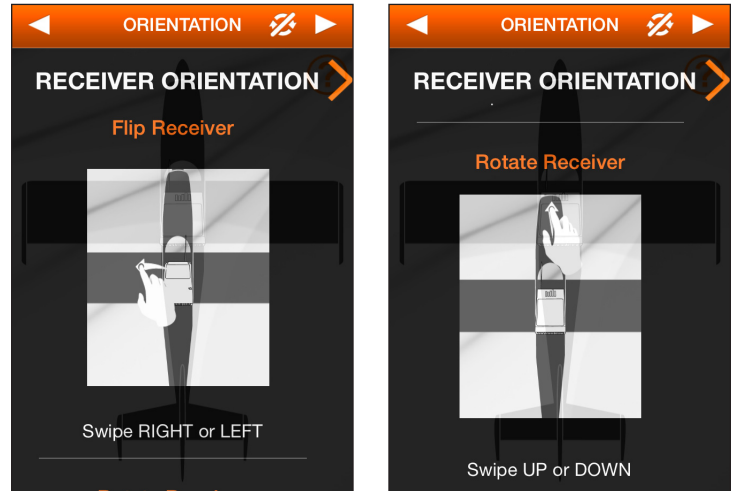 ORIENTATION
RECEIVER ORIENTATION
Flip Receiver
Swipe RIGHT or LEFT
ORIENTATION
RECEIVER ORIENTATION
Rotate Receiver
Swipe UP or DOWN